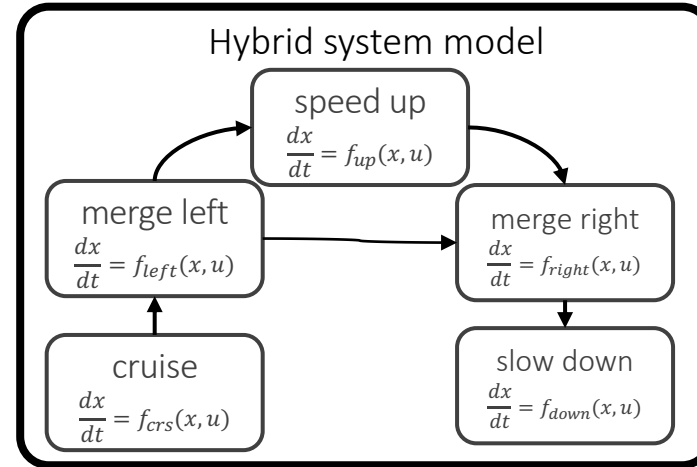 Hybrid system model
speed up
dx/dt = f_up(x, u)
merge left
dx/dt = f_left(x, u)
merge right
dx/dt = f_right(x, u)
cruise
dx/dt = f_crs(x, u)
slow down
dx/dt = f_down(x, u)